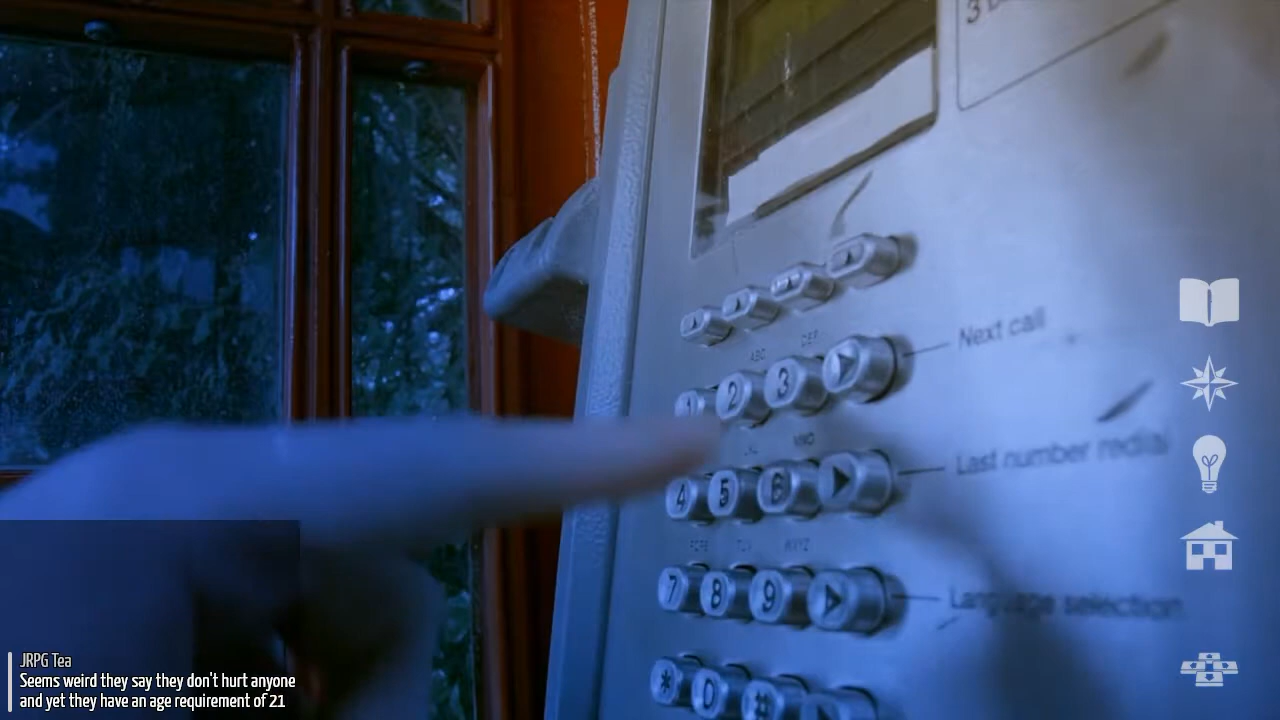 3
ABC DEF
1 2 3
Next call
JKL MNO
4 5 6
Last number redial
PQRS TUV WXYZ
7 8 9
Language selection
* 0 #
JRPG Tea
Seems weird they say they don't hurt anyone
and yet they have an age requirement of 21